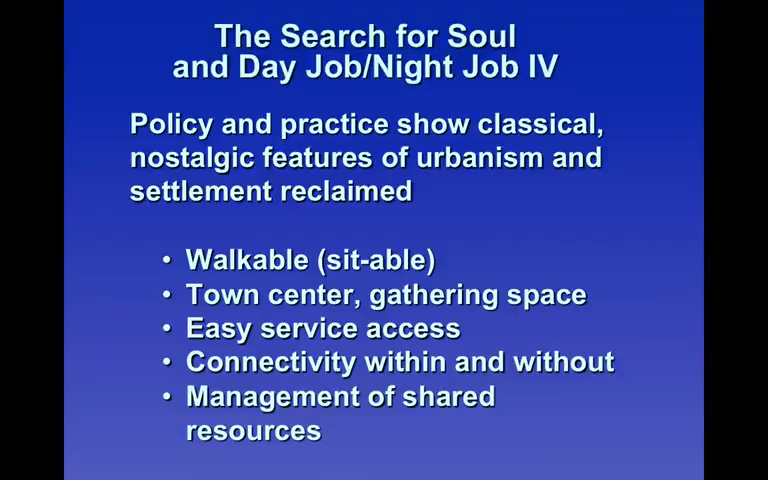 The Search for Soul
and Day Job/Night Job IV
Policy and practice show classical,
nostalgic features of urbanism and
settlement reclaimed
• Walkable (sit-able)
• Town center, gathering space
• Easy service access
• Connectivity within and without
• Management of shared
resources